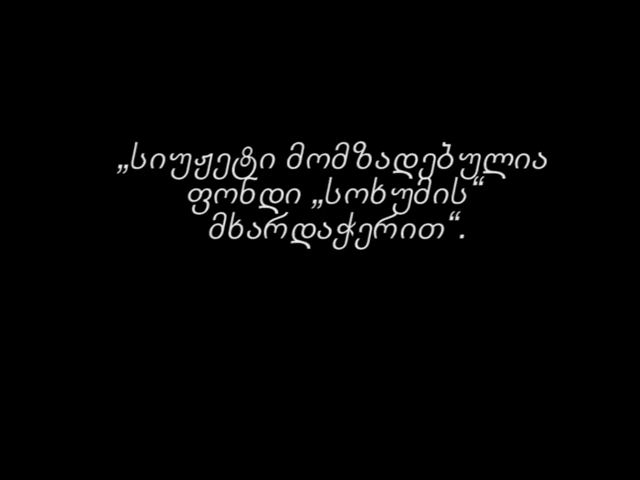 „სიუჟეტი მომზადებულია
ფონდი „სოხუმის“
მხარდაჭერით“.